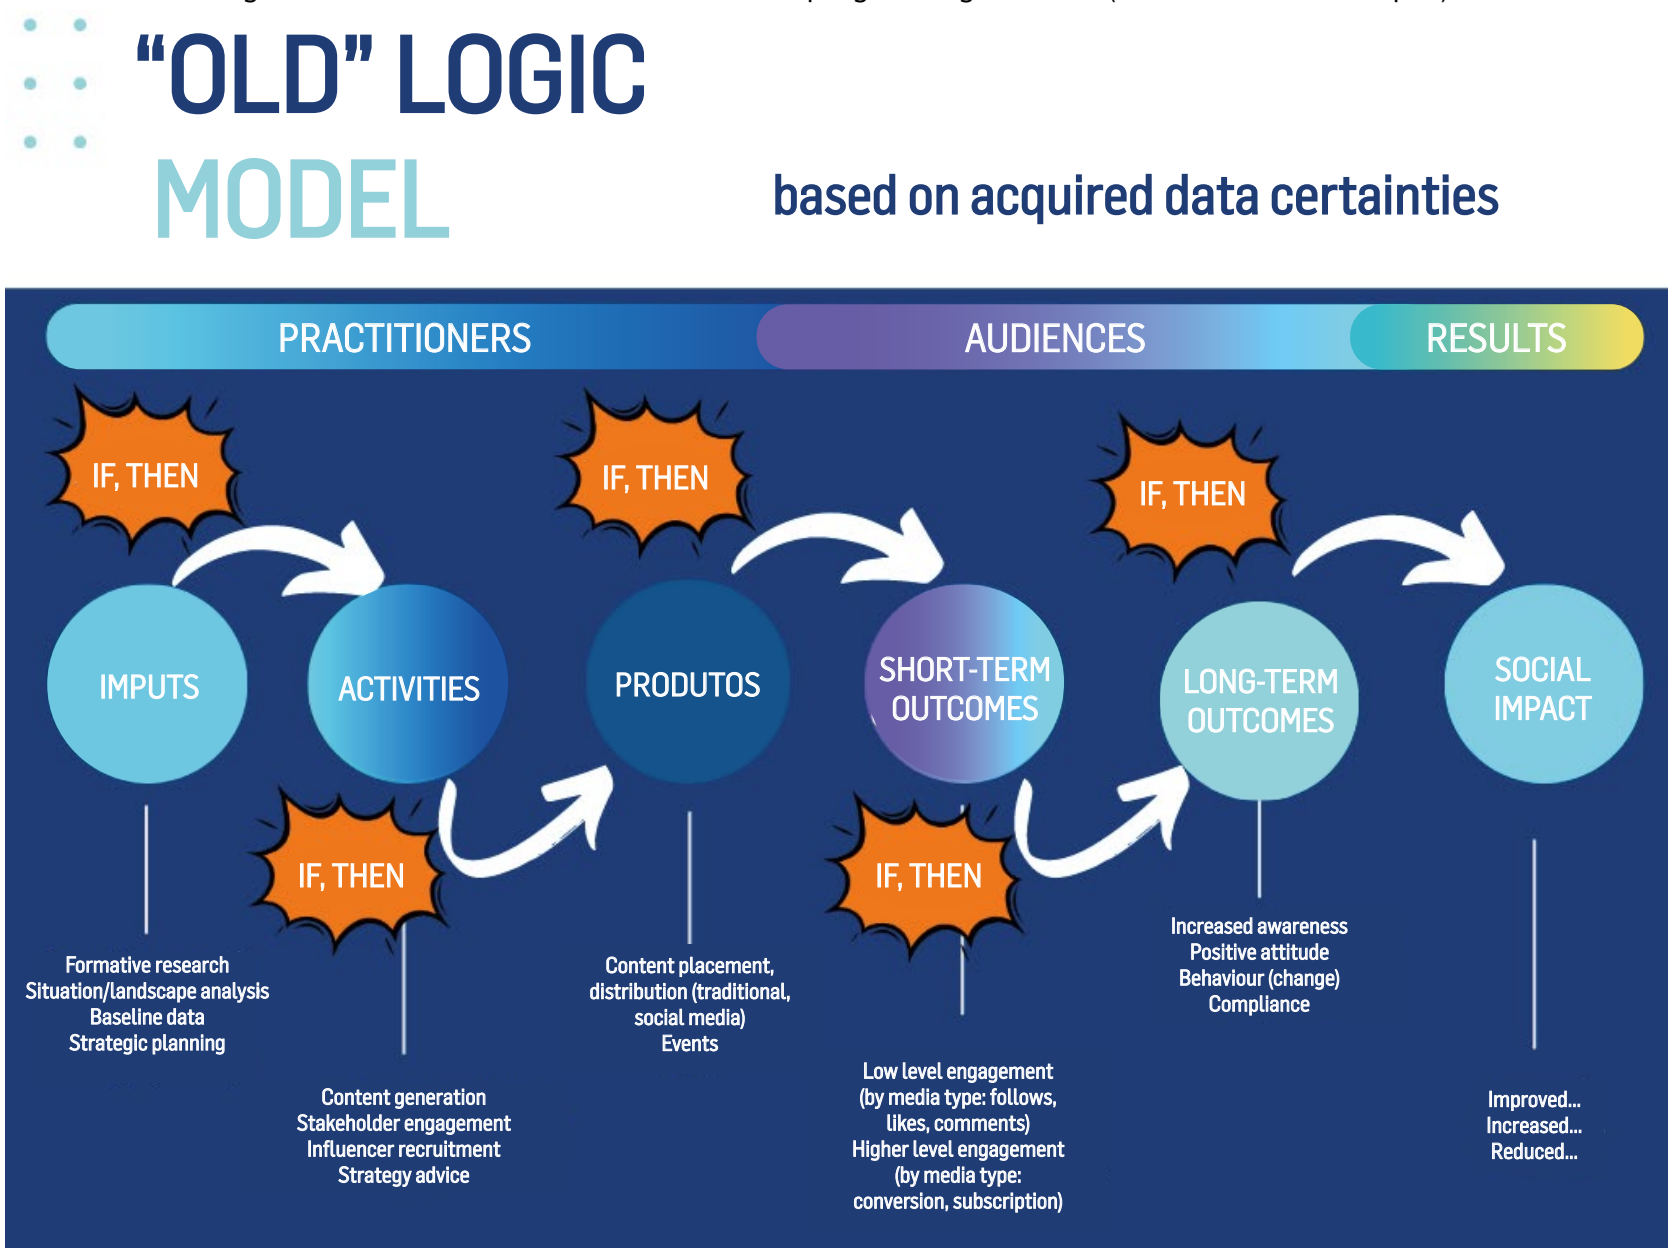 “OLD” LOGIC
MODEL
based on acquired data certainties
PRACTITIONERS
AUDIENCES
RESULTS
IF, THEN
IF, THEN
IF, THEN
IMPUTS
ACTIVITIES
PRODUTOS
SHORT-TERM
OUTCOMES
LONG-TERM
OUTCOMES
SOCIAL
IMPACT
IF, THEN
IF, THEN
Formative research
Situation/landscape analysis
Baseline data
Strategic planning
Content generation
Stakeholder engagement
Influencer recruitment
Strategy advice
Content placement,
distribution (traditional,
social media)
Events
Low level engagement
(by media type: follows,
likes, comments)
Higher level engagement
(by media type:
conversion, subscription)
Increased awareness
Positive attitude
Behaviour (change)
Compliance
Improved...
Increased...
Reduced...